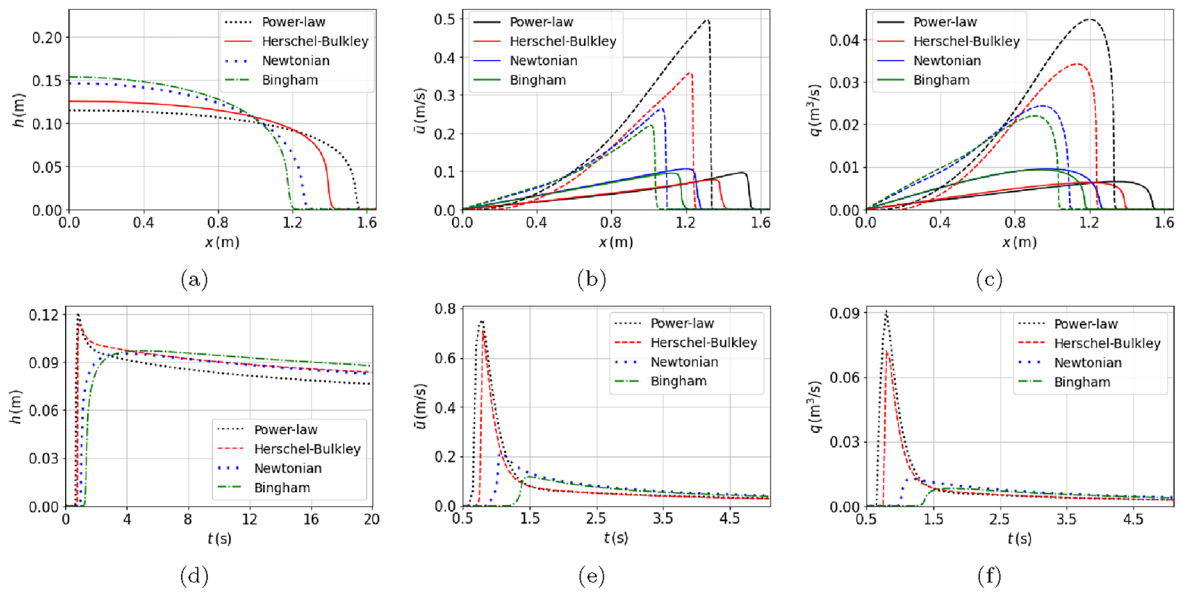 0.20
0.15
0.10
0.05
0.00
h (m)
Power-law
Herschel-Bulkley
Newtonian
Bingham
0.0 0.4 0.8 1.2 1.6
x (m)
(a)
0.5
0.4
0.3
0.2
0.1
0.0
ū (m/s)
Power-law
Herschel-Bulkley
Newtonian
Bingham
0.0 0.4 0.8 1.2 1.6
x (m)
(b)
0.04
0.03
0.02
0.01
0.00
q (m³/s)
Power-law
Herschel-Bulkley
Newtonian
Bingham
0.0 0.4 0.8 1.2 1.6
x (m)
(c)
0.12
0.09
0.06
0.03
0.00
h (m)
Power-law
Herschel-Bulkley
Newtonian
Bingham
0 4 8 12 16 20
t (s)
(d)
0.8
0.6
0.4
0.2
0.0
ū (m/s)
Power-law
Herschel-Bulkley
Newtonian
Bingham
0.5 1.5 2.5 3.5 4.5
t (s)
(e)
0.09
0.06
0.03
0.00
q (m³/s)
Power-law
Herschel-Bulkley
Newtonian
Bingham
0.5 1.5 2.5 3.5 4.5
t (s)
(f)